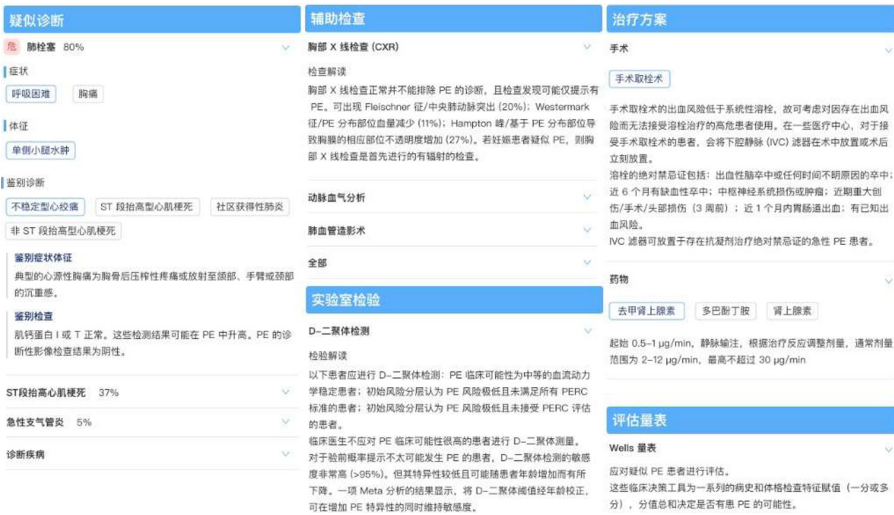 疑似诊断
危 肺栓塞 80%
症状
呼吸困难 胸痛
体征
单侧小腿水肿
鉴别诊断
不稳定型心绞痛 ST 段抬高型心肌梗死 社区获得性肺炎
非 ST 段抬高型心肌梗死
鉴别症状体征
典型的心源性胸痛为胸骨后压榨性疼痛或放射至颌部、手臂或颈部
的沉重感。
鉴别检查
肌钙蛋白 I 或 T 正常。这些检测结果可能在 PE 中升高。PE 的诊
断性影像检查结果为阴性。
ST段抬高心肌梗死 37%
急性支气管炎 5%
诊断疾病
辅助检查
胸部 X 线检查 (CXR)
检查解读
胸部 X 线检查正常并不能排除 PE 的诊断，且检查发现可能仅提示有
PE。可出现 Fleischner 征/中央肺动脉突出 (20%)；Westermark
征/PE 分布部位血量减少 (11%)；Hampton 峰/基于 PE 分布部位导
致胸膜的相应部位不透明度增加 (27%)。若妊娠患者疑似 PE，则胸
部 X 线检查是首先进行的有辐射的检查。
动脉血气分析
肺血管造影术
全部
实验室检验
D-二聚体检测
检验解读
以下患者应进行 D-二聚体检测：PE 临床可能性为中等的血流动力
学稳定患者；初始风险分层认为 PE 风险极低且未满足所有 PERC
标准的患者；初始风险分层认为 PE 风险极低且未接受 PERC 评估
的患者。
临床医生不应对 PE 临床可能性很高的患者进行 D-二聚体测量。
对于验前概率提示不太可能发生 PE 的患者，D-二聚体检测的敏感
度非常高 (>95%)。但其特异性较低且可能随患者年龄增加而有所
下降。一项 Meta 分析的结果显示，将 D-二聚体阈值经年龄校正，
可在增加 PE 特异性的同时维持敏感度。
治疗方案
手术
手术取栓术
手术取栓术的出血风险低于系统性溶栓，故可考虑对因存在出血风
险而无法接受溶栓治疗的高危患者使用。在一些医疗中心，对于接
受手术取栓术的患者，会将下腔静脉 (IVC) 滤器在术中放置或术后
立刻放置。
溶栓的绝对禁忌证包括：出血性脑卒中或任何时间不明原因的卒中；
近 6 个月有缺血性卒中；中枢神经系统损伤或肿瘤；近期重大创
伤/手术/头部损伤（3 周前）；近 1 个月内胃肠道出血；有已知出
血风险。
IVC 滤器可放置于存在抗凝剂治疗绝对禁忌证的急性 PE 患者。
药物
去甲肾上腺素 多巴酚丁胺 肾上腺素
起始 0.5-1 μg/min，静脉输注，根据治疗反应调整剂量，通常剂量
范围为 2-12 μg/min，最高不超过 30 μg/min
评估量表
Wells 量表
应对疑似 PE 患者进行评估。
这些临床决策工具为一系列的病史和体格检查特征赋值（一分或多
分），分值总和决定是否有患 PE 的可能性。